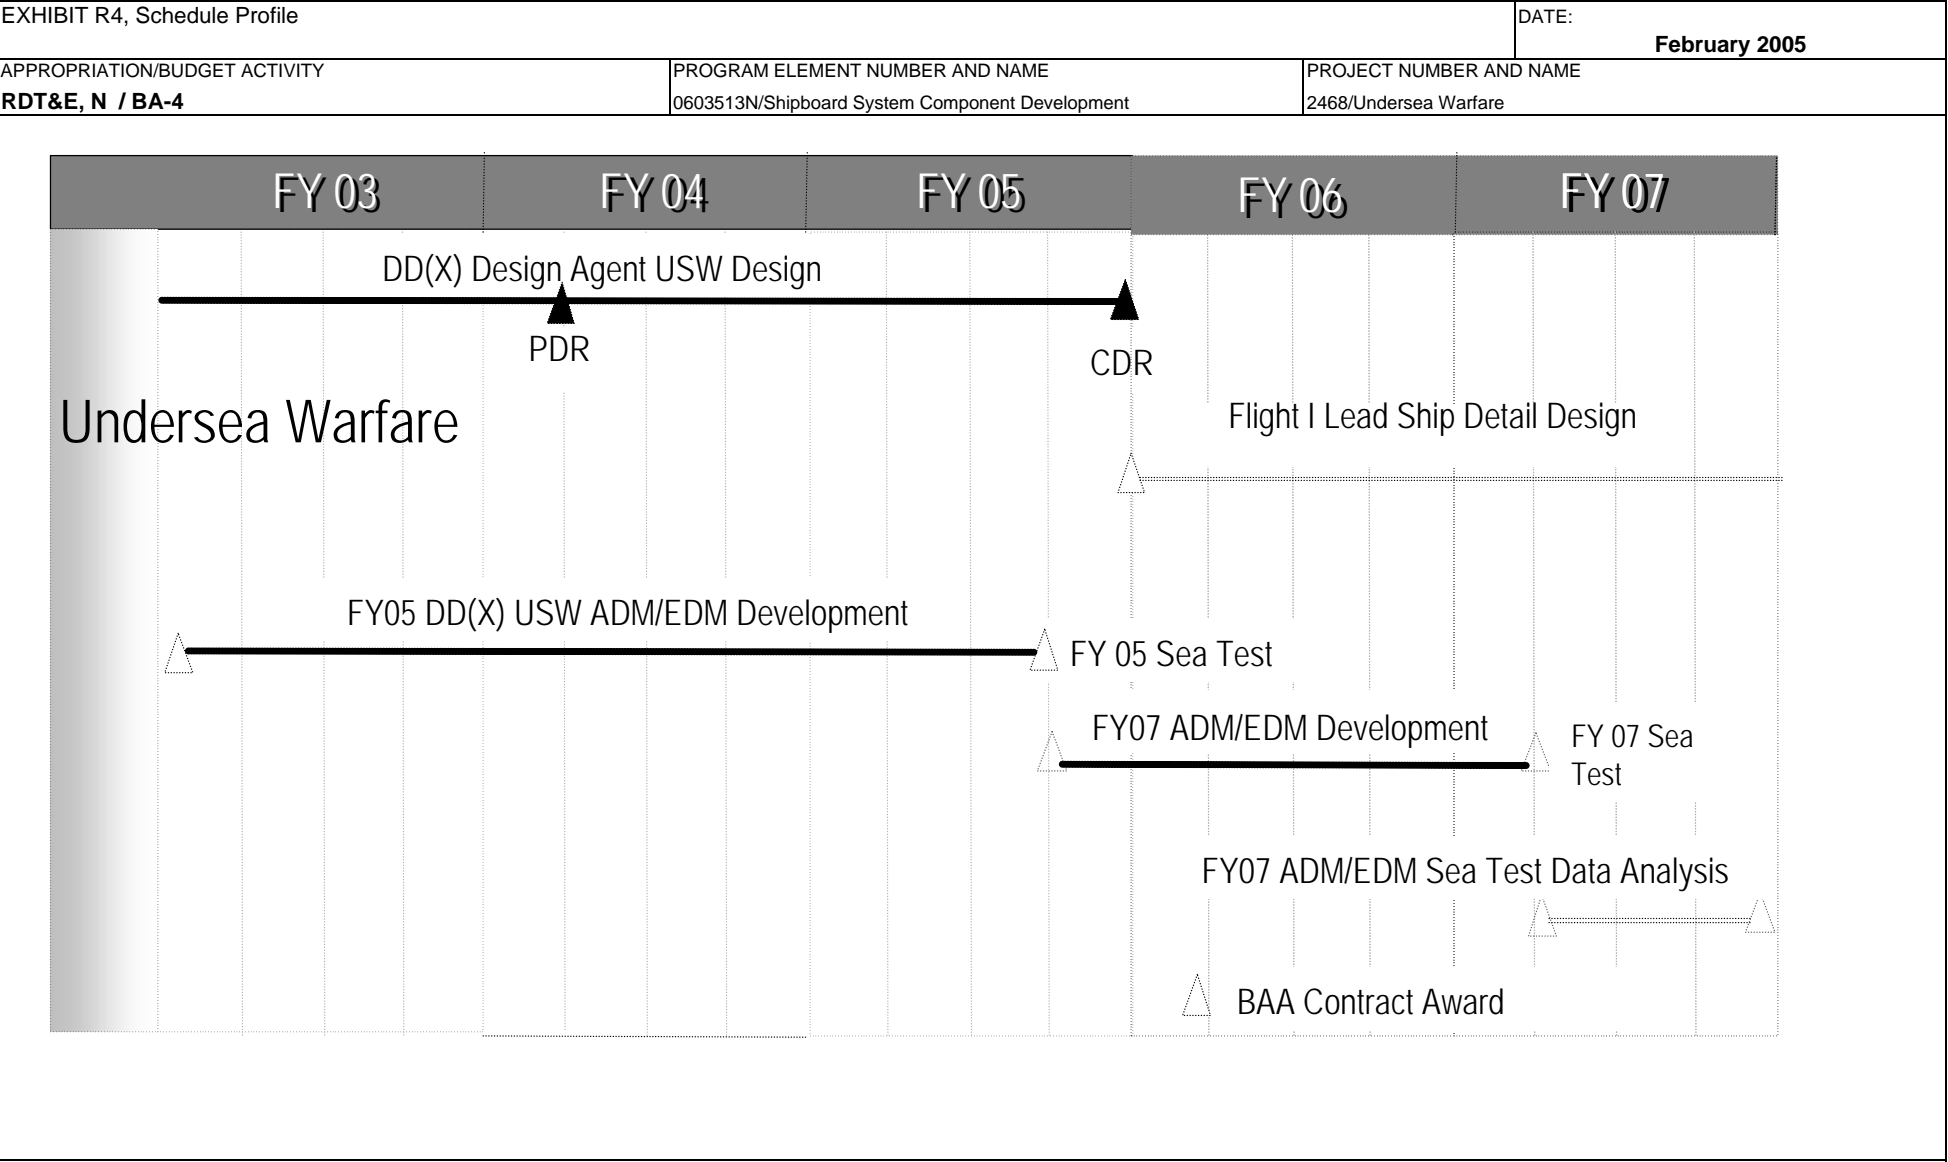 EXHIBIT R4, Schedule Profile
DATE:
February 2005
APPROPRIATION/BUDGET ACTIVITY
PROGRAM ELEMENT NUMBER AND NAME
PROJECT NUMBER AND NAME
RDT&E, N / BA-4
0603513N/Shipboard System Component Development
2468/Undersea Warfare
FY 03
FY 04
FY 05
FY 06
FY 07
DD(X) Design Agent USW Design
PDR
CDR
Undersea Warfare
Flight I Lead Ship Detail Design
FY05 DD(X) USW ADM/EDM Development
FY 05 Sea Test
FY07 ADM/EDM Development
FY 07 Sea
Test
FY07 ADM/EDM Sea Test Data Analysis
BAA Contract Award